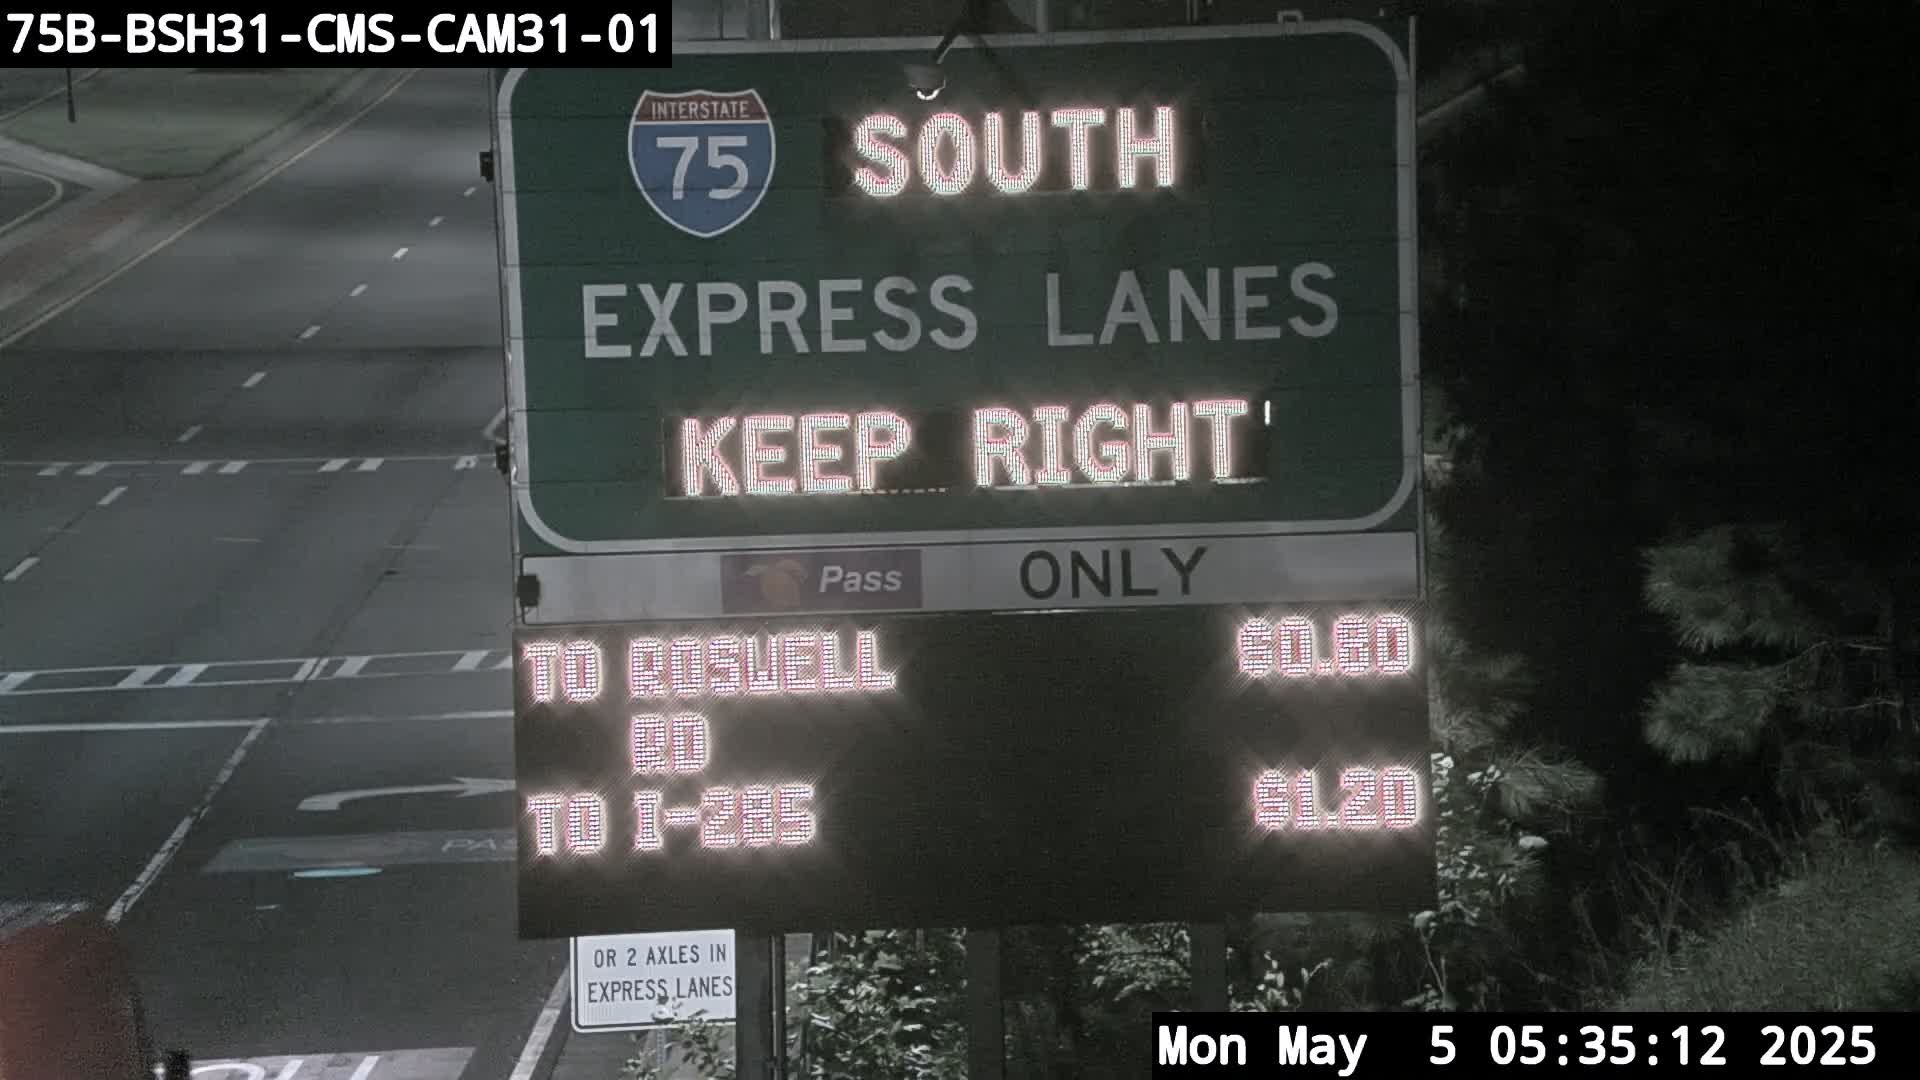 75B-BSH31-CMS-CAM31-01
INTERSTATE
75
SOUTH
EXPRESS LANES
KEEP RIGHT
Pass ONLY
TO ROSWELL $0.80
RD
TO I-285 $1.20
OR 2 AXLES IN
EXPRESS LANES
Mon May 5 05:35:12 2025